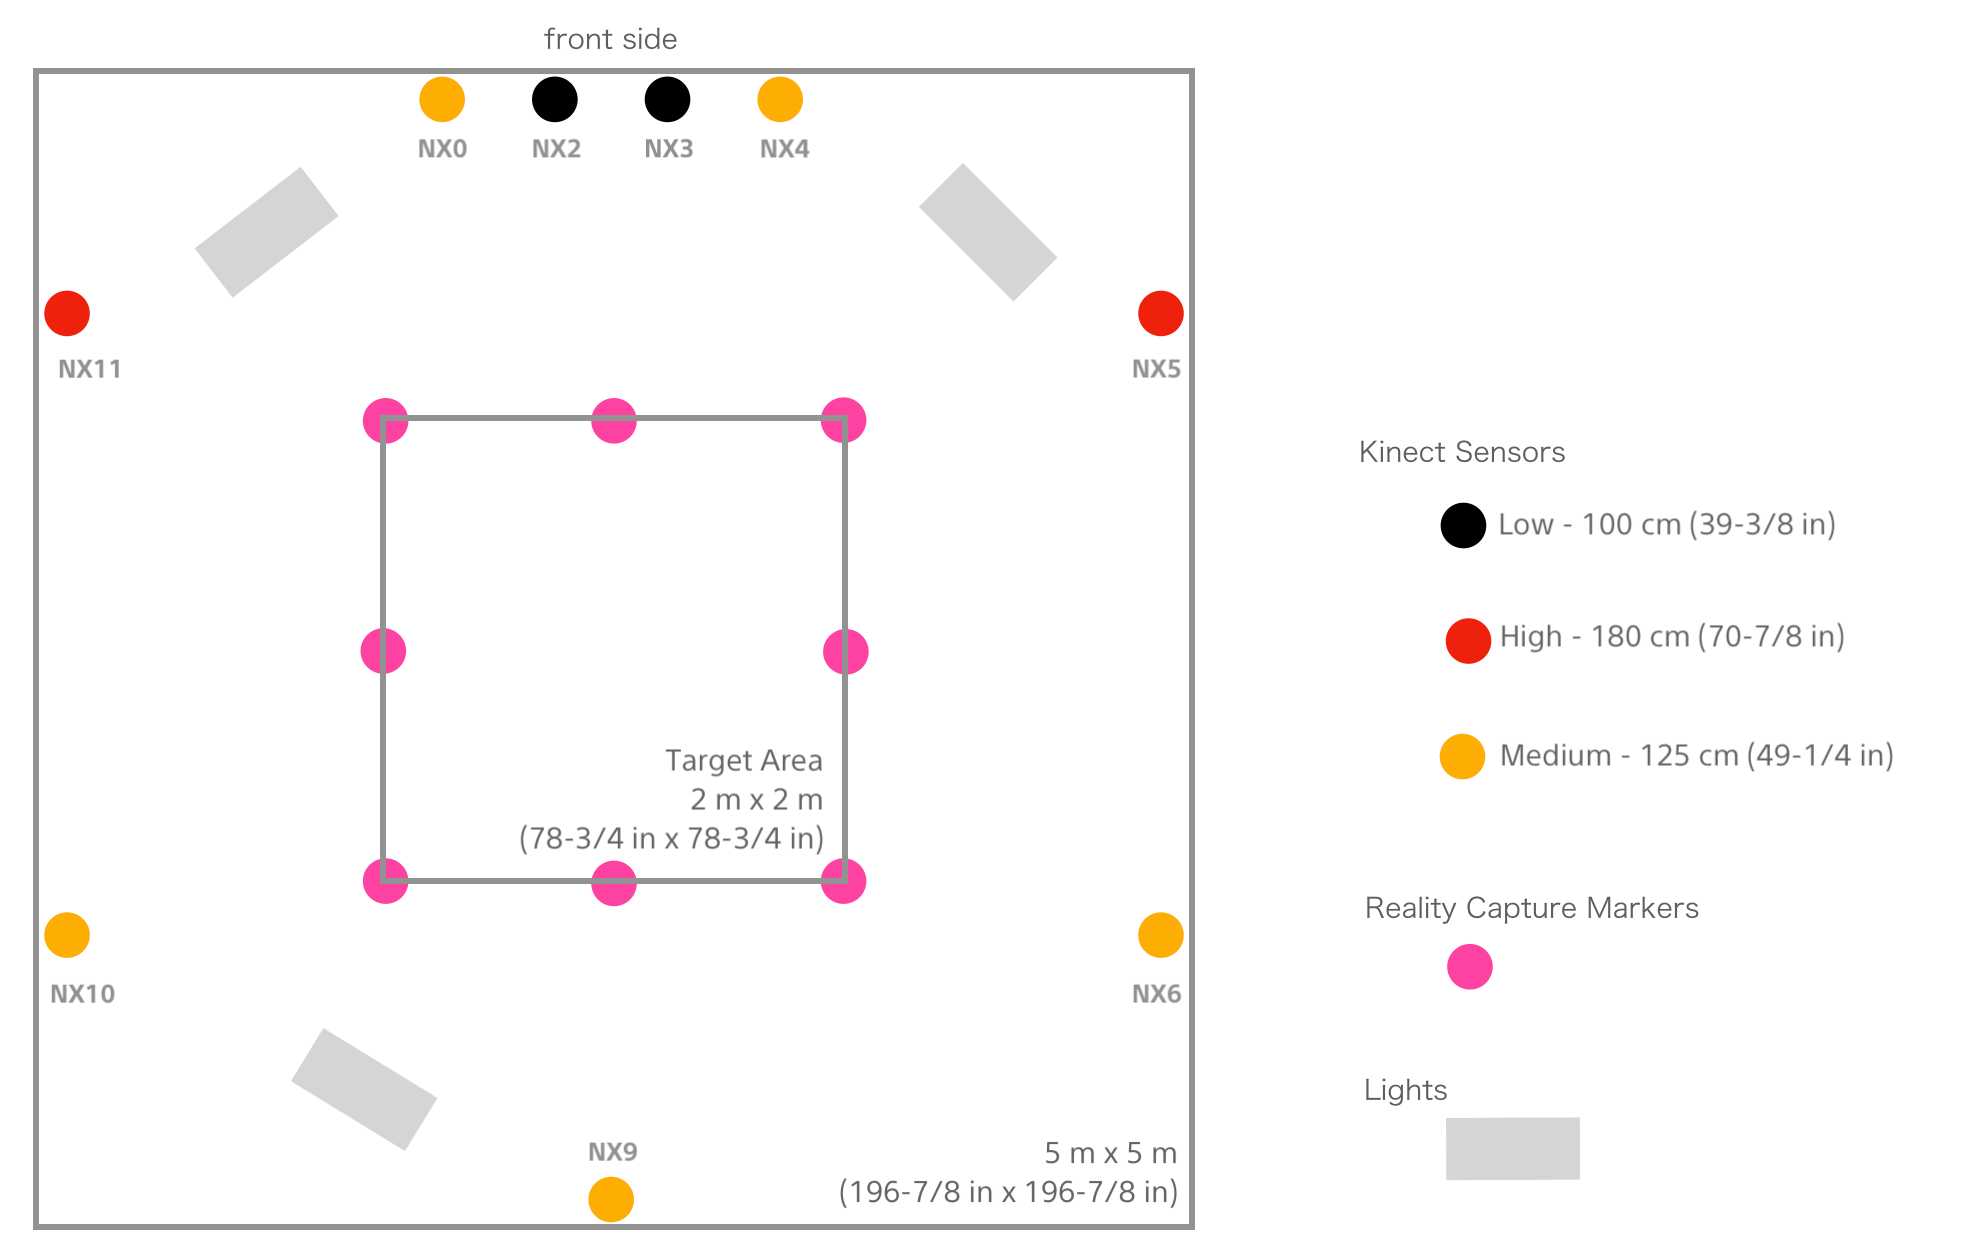 front side
NX0
NX2
NX3
NX4
NX11
NX5
Target Area
2 m x 2 m
(78-3/4 in x 78-3/4 in)
NX10
NX6
NX9
5 m x 5 m
(196-7/8 in x 196-7/8 in)
Kinect Sensors
Low - 100 cm (39-3/8 in)
High - 180 cm (70-7/8 in)
Medium - 125 cm (49-1/4 in)
Reality Capture Markers
Lights